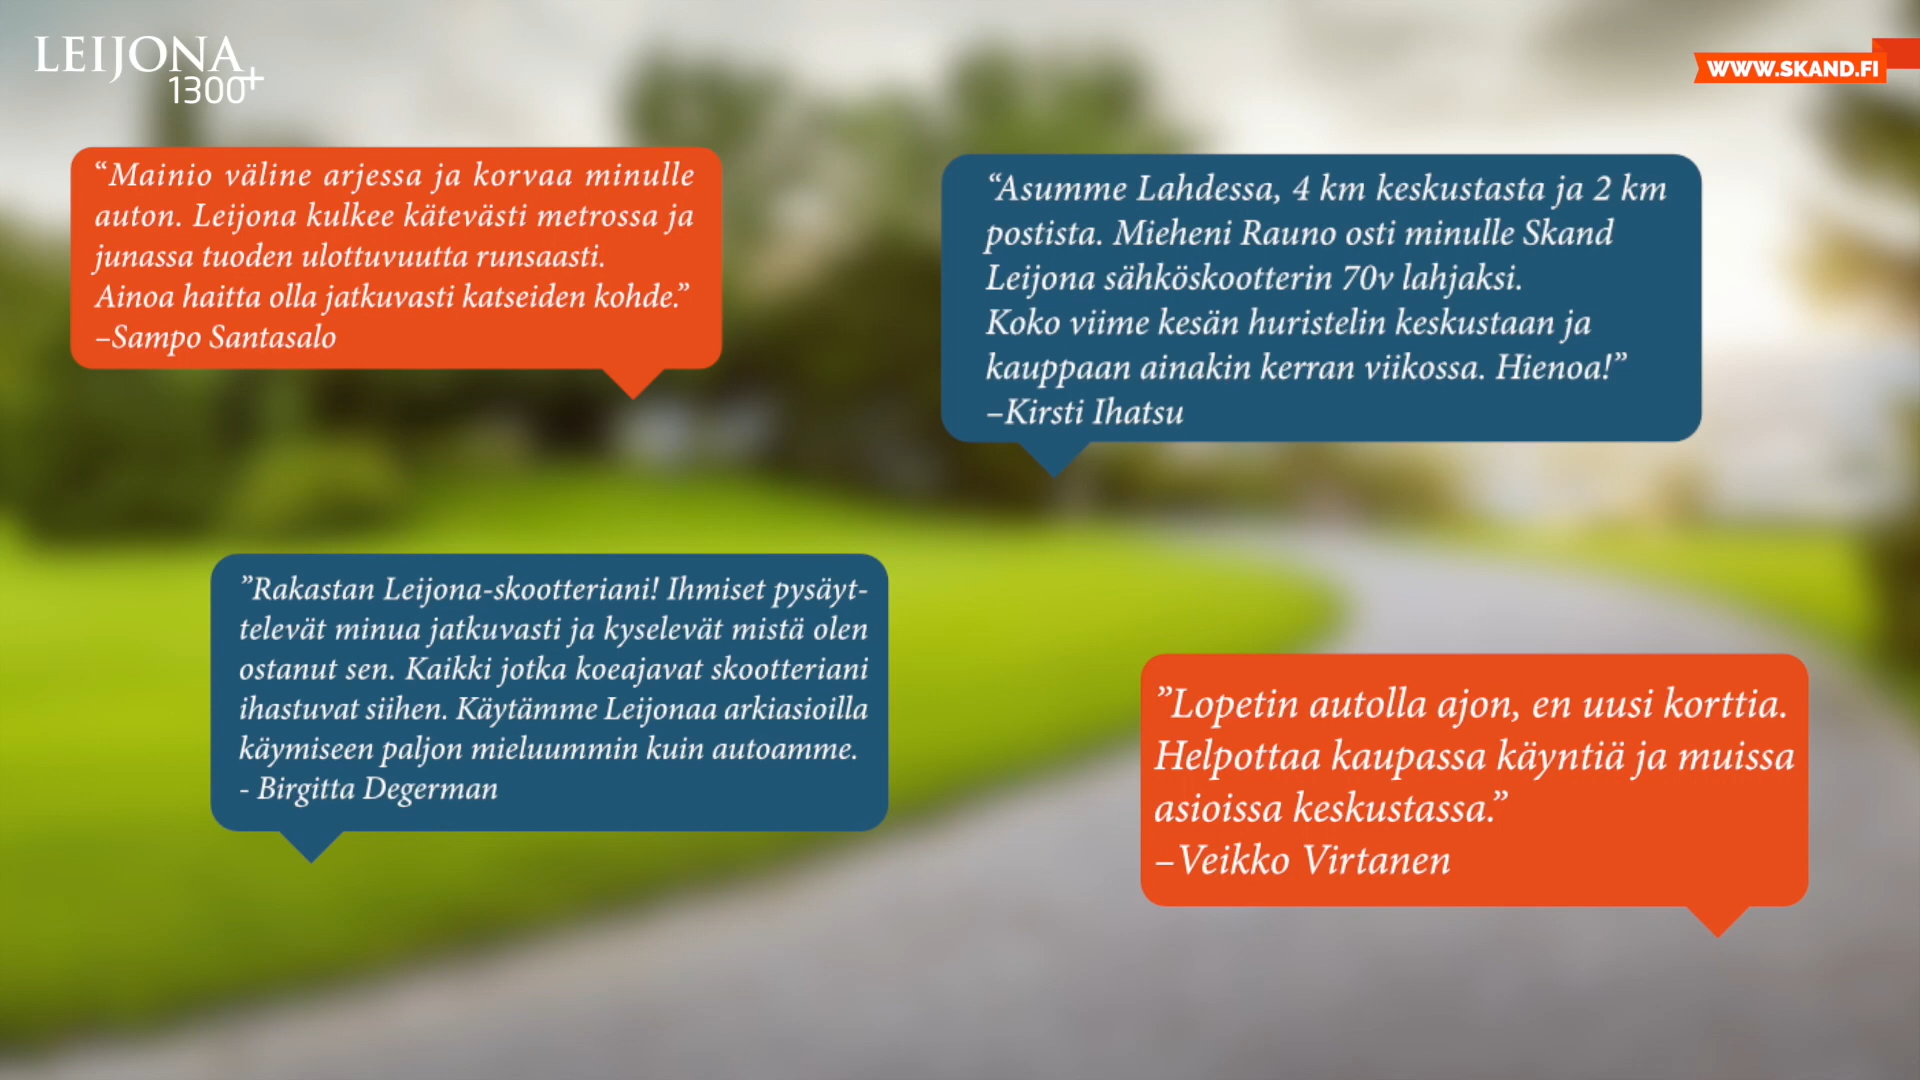 LEIJONA
1300+
WWW.SKAND.FI
“Mainio väline arjessa ja korvaa minulle
auton. Leijona kulkee kätevästi metrossa ja
junassa tuoden ulottuvuutta runsaasti.
Ainoa haitta olla jatkuvasti katseiden kohde.”
–Sampo Santasalo
“Asumme Lahdessa, 4 km keskustasta ja 2 km
postista. Mieheni Rauno osti minulle Skand
Leijona sähköskootterin 70v lahjaksi.
Koko viime kesän huristelin keskustaan ja
kauppaan ainakin kerran viikossa. Hienoa!”
–Kirsti Ihatsu
”Rakastan Leijona-skootteriani! Ihmiset pysäyt-
televät minua jatkuvasti ja kyselevät mistä olen
ostanut sen. Kaikki jotka koeajavat skootteriani
ihastuvat siihen. Käytämme Leijonaa arkiasioilla
käymiseen paljon mieluummin kuin autoamme.
- Birgitta Degerman
”Lopetin autolla ajon, en uusi korttia.
Helpottaa kaupassa käyntiä ja muissa
asioissa keskustassa.”
–Veikko Virtanen